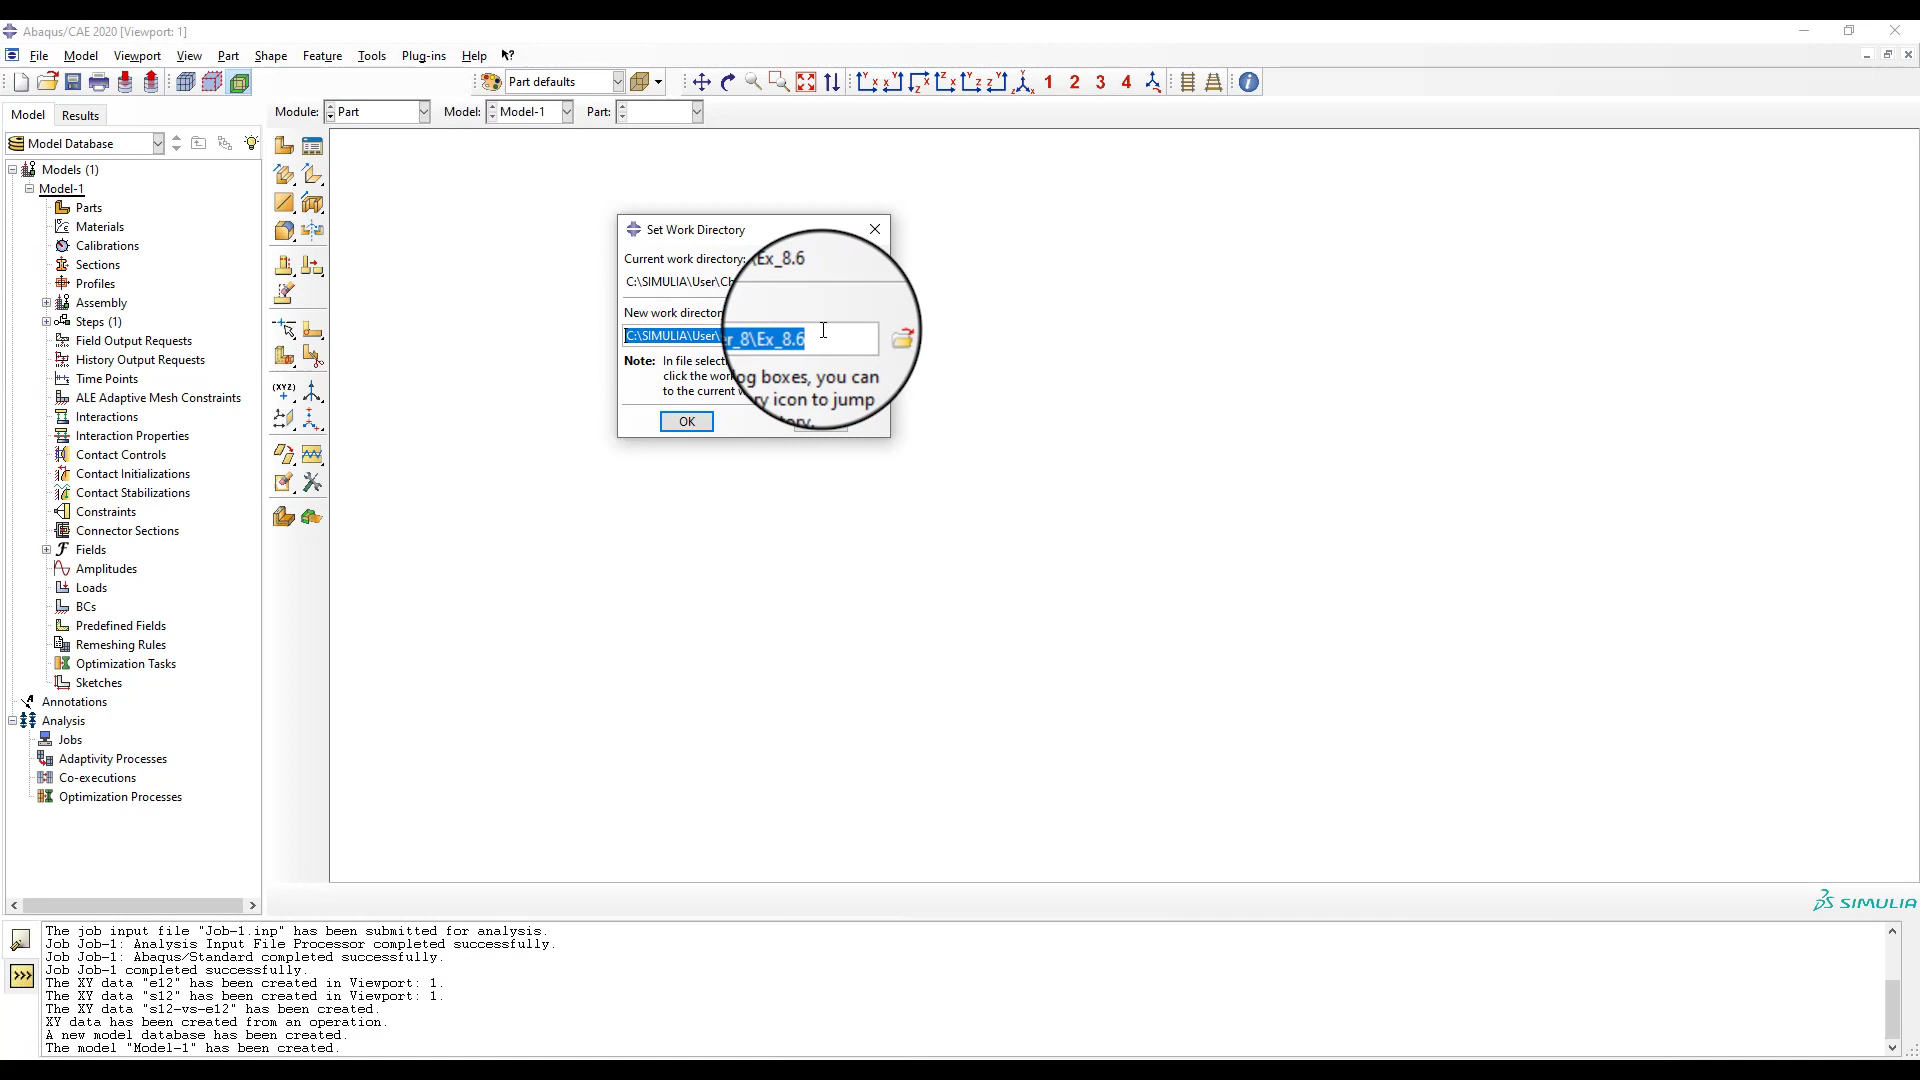 Abaqus/CAE 2020 [Viewport: 1]
File Model Viewport View Part Shape Feature Tools Plug-ins Help
Part defaults
1 2 3 4
Model Results
Module: Part Model: Model-1 Part:
Model Database
Models (1)
Model-1
Parts
Materials
Calibrations
Sections
Profiles
Assembly
Steps (1)
Field Output Requests
History Output Requests
Time Points
ALE Adaptive Mesh Constraints
Interactions
Interaction Properties
Contact Controls
Contact Initializations
Contact Stabilizations
Constraints
Connector Sections
Fields
Amplitudes
Loads
BCs
Predefined Fields
Remeshing Rules
Optimization Tasks
Sketches
Annotations
Analysis
Jobs
Adaptivity Processes
Co-executions
Optimization Processes
(XYZ)
Set Work Directory
Current work directory:
\Ex_8.6
C:\SIMULIA\User\Ch
New work director
C:\SIMULIA\User\
r_8\Ex_8.6
Note: In file select
og boxes, you can
click the wor
ry icon to jump
to the current w
ory.
OK
SIMULIA
The job input file "Job-1.inp" has been submitted for analysis.
Job Job-1: Analysis Input File Processor completed successfully.
Job Job-1: Abaqus/Standard completed successfully.
Job Job-1 completed successfully.
The XY data "e12" has been created in Viewport: 1.
The XY data "s12" has been created in Viewport: 1.
The XY data "s12-vs-e12" has been created.
XY data has been created from an operation.
A new model database has been created.
The model "Model-1" has been created.